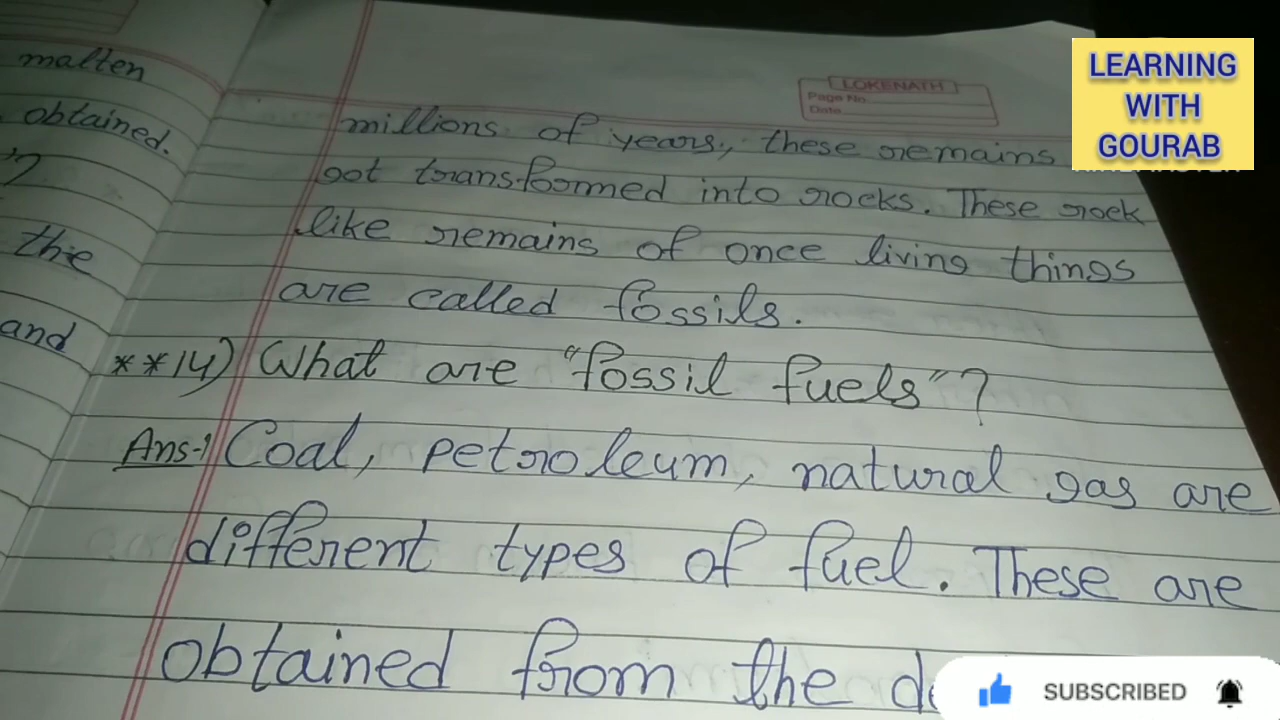 matten
obtained.
the
and
LOKENATH
Page No.
Date
LEARNING
WITH
GOURAB
millions of years, these remains
got transformed into rocks. These rock
like remains of once living things
are called fossils.
**14) What are "fossil fuels"?
Ans-! Coal, petroleum, natural gas are
different types of fuel. These are
obtained from the
SUBSCRIBED